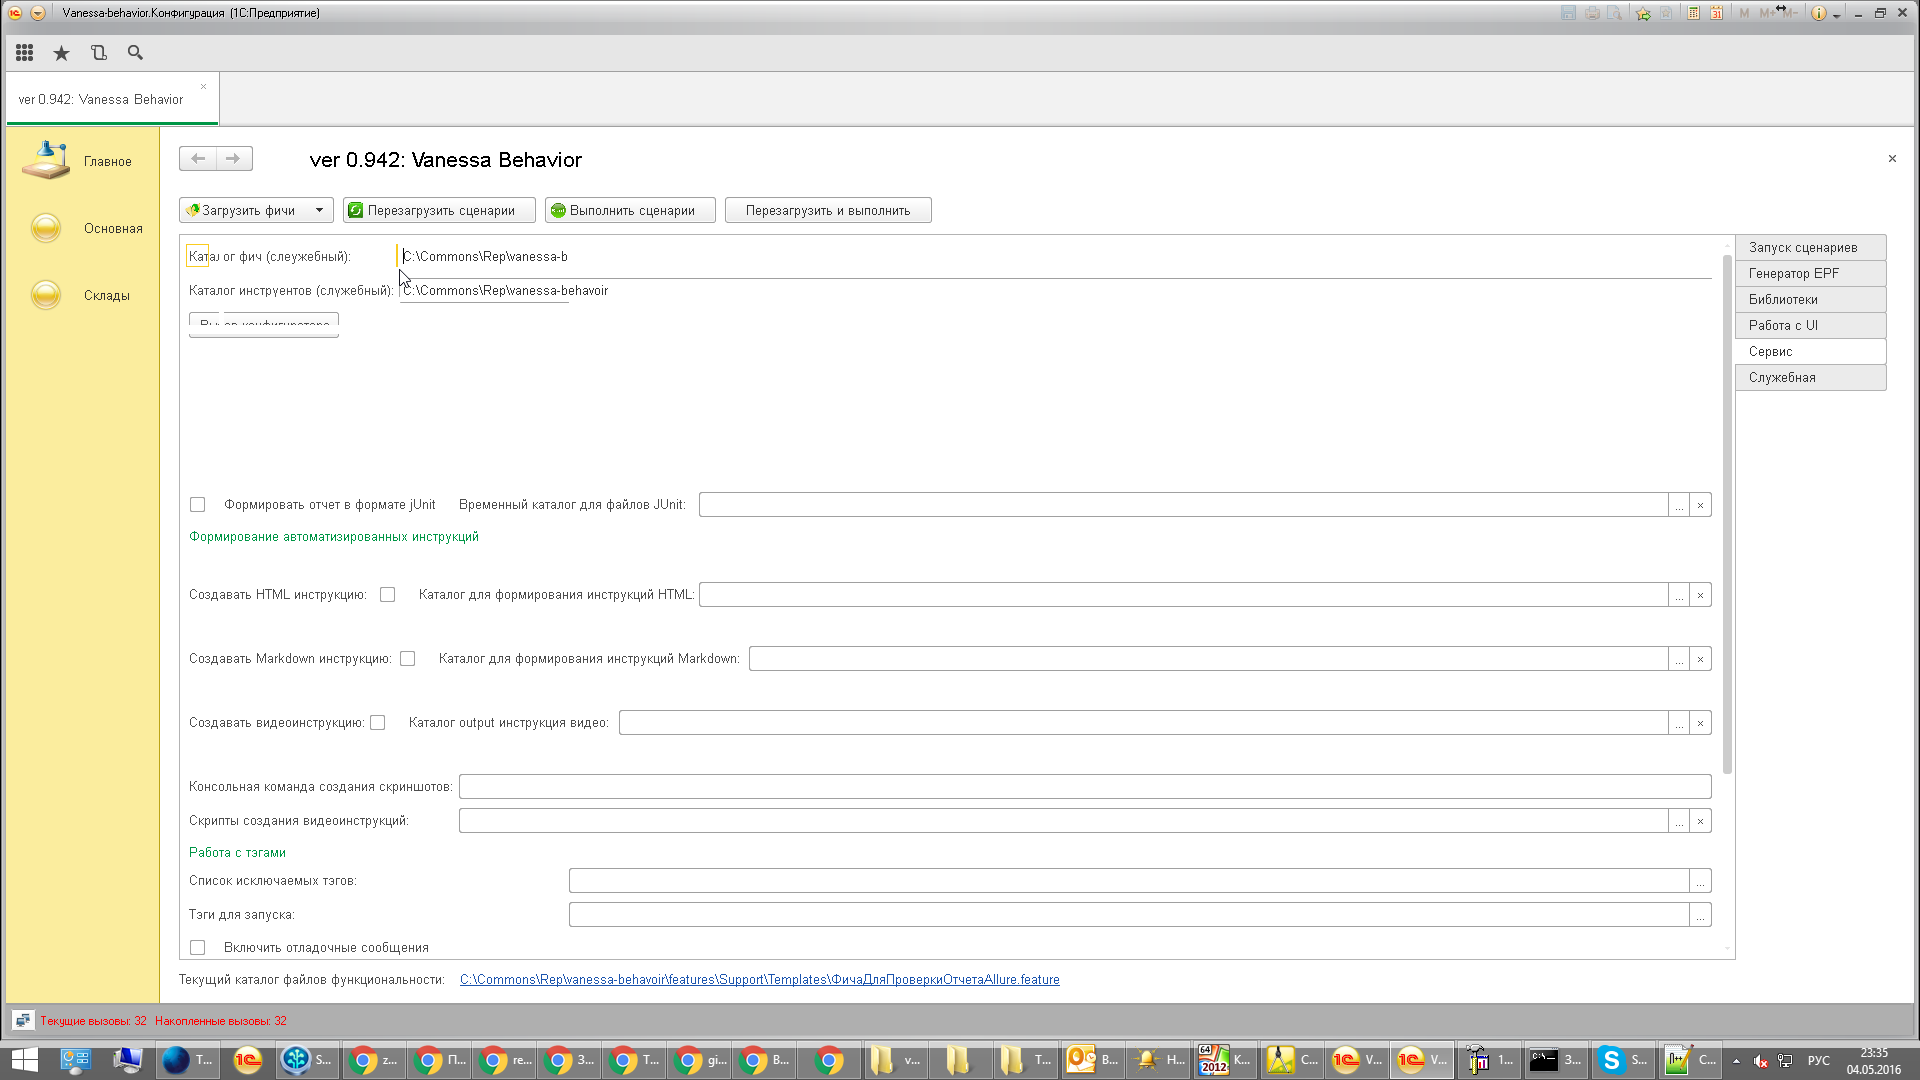 Vanessa-behavior.Конфигурация (1С:Предприятие)
M M+ M-
ver 0.942: Vanessa Behavior
Главное
Основная
Склады
ver 0.942: Vanessa Behavior
Загрузить фичи
Перезагрузить сценарии
Выполнить сценарии
Перезагрузить и выполнить
Каталог фич (слеужебный): C:\Commons\Rep\vanessa-b
Каталог инструентов (служебный): C:\Commons\Rep\vanessa-behavoir
Формировать отчет в формате jUnit Временный каталог для файлов JUnit:
Формирование автоматизированных инструкций
Создавать HTML инструкцию: Каталог для формирования инструкций HTML:
Создавать Markdown инструкцию: Каталог для формирования инструкций Markdown:
Создавать видеоинструкцию: Каталог output инструкция видео:
Консольная команда создания скриншотов:
Скрипты создания видеоинструкций:
Работа с тэгами
Список исключаемых тэгов:
Тэги для запуска:
Включить отладочные сообщения
Запуск сценариев
Генератор EPF
Библиотеки
Работа с UI
Сервис
Служебная
Текущий каталог файлов функциональности: C:\Commons\Rep\vanessa-behavoir\features\Support\Templates\ФичаДляПроверкиОтчетаAllure.feature
Текущие вызовы: 32 Накопленные вызовы: 32
T... S... z... П... re... З... T... gi... B... v... T... B... H... K... C... V... V... 1... З... S... C... РУС
23:35
04.05.2016